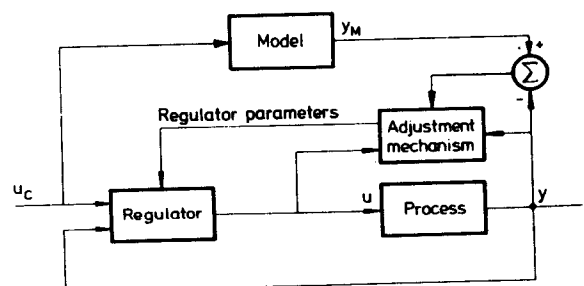 Model
y_M
+
Σ
-
Regulator parameters
Adjustment
mechanism
u_c
Regulator
u
Process
y